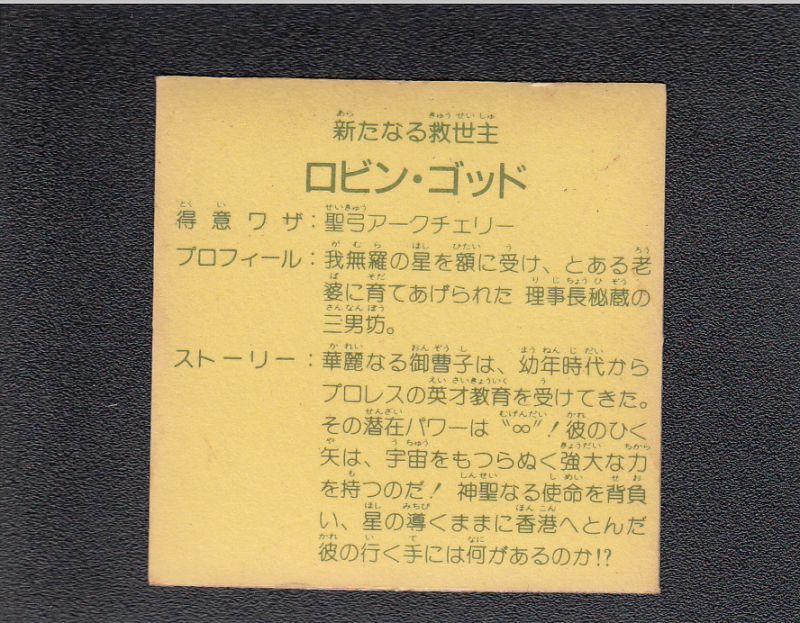 新たなる救世主
ロビン・ゴッド
得意ワザ：聖弓アークチェリー
プロフィール：我無羅の星を額に受け、とある老
婆に育てあげられた 理事長秘蔵の
三男坊。
ストーリー：華麗なる御曹子は、幼年時代から
プロレスの英才教育を受けてきた。
その潜在パワーは〝∞〟！彼のひく
矢は、宇宙をもつらぬく強大な力
を持つのだ！神聖なる使命を背負
い、星の導くままに香港へとんだ
彼の行く手には何があるのか!?